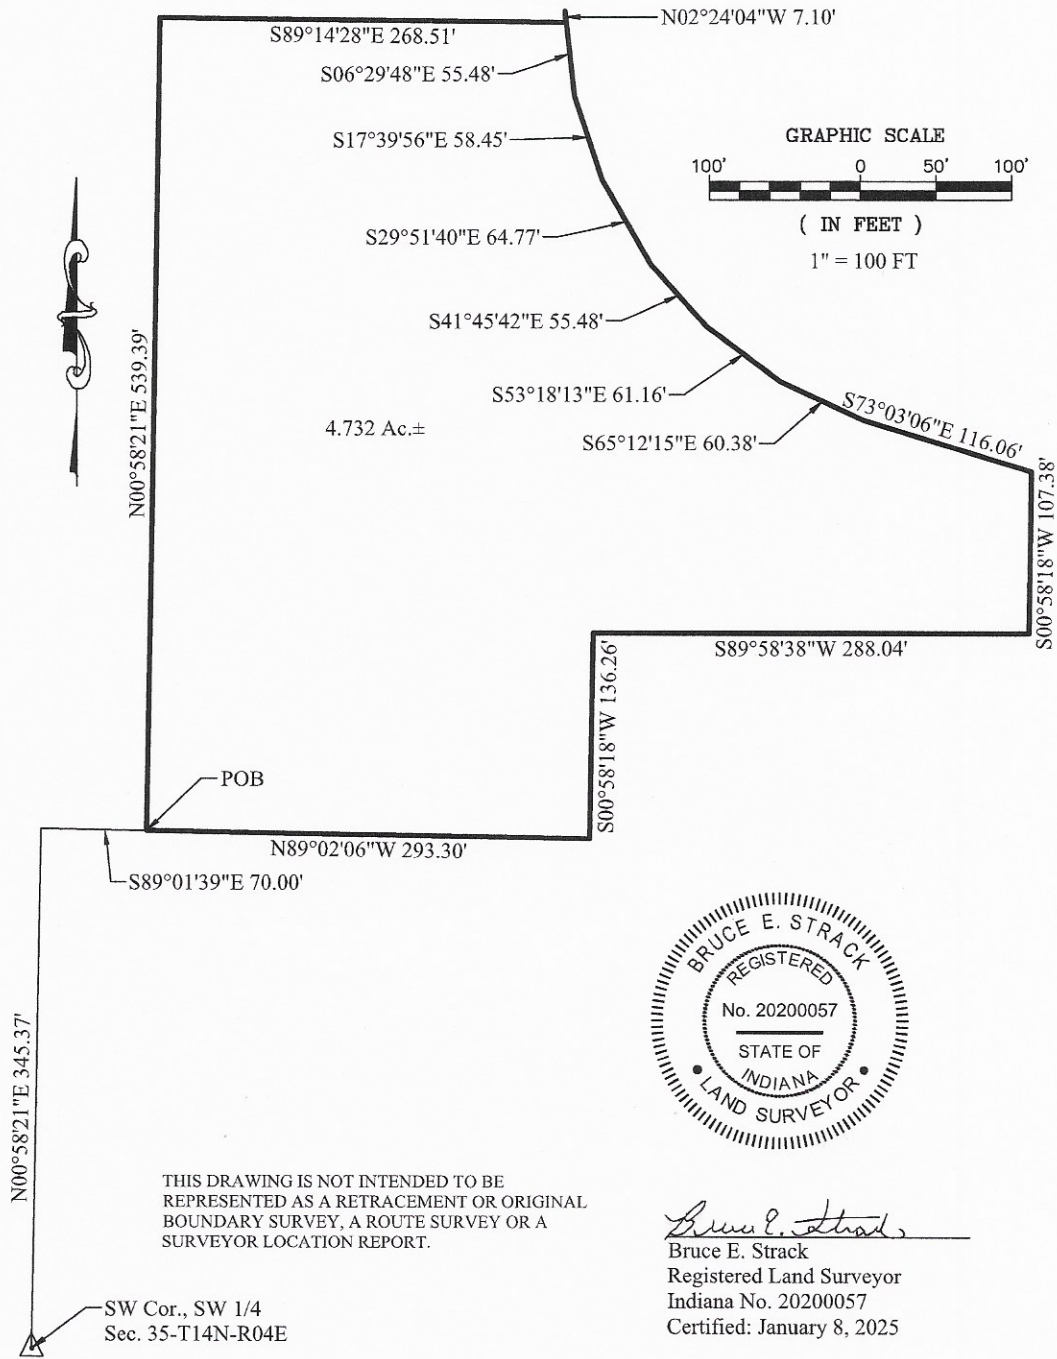 N02°24'04"W 7.10'
S89°14'28"E 268.51'
S06°29'48"E 55.48'
S17°39'56"E 58.45'
GRAPHIC SCALE
100' 0 50' 100'
( IN FEET )
1" = 100 FT
S29°51'40"E 64.77'
S41°45'42"E 55.48'
N00°58'21"E 539.39'
S53°18'13"E 61.16'
S73°03'06"E 116.06'
4.732 Ac.±
S65°12'15"E 60.38'
S00°58'18"W 107.38'
S89°58'38"W 288.04'
S00°58'18"W 136.26'
POB
N89°02'06"W 293.30'
S89°01'39"E 70.00'
N00°58'21"E 345.37'
BRUCE E. STRACK
REGISTERED
No. 20200057
STATE OF
INDIANA
LAND SURVEYOR
THIS DRAWING IS NOT INTENDED TO BE
REPRESENTED AS A RETRACEMENT OR ORIGINAL
BOUNDARY SURVEY, A ROUTE SURVEY OR A
SURVEYOR LOCATION REPORT.
Bruce E. Strack
Bruce E. Strack
Registered Land Surveyor
Indiana No. 20200057
Certified: January 8, 2025
SW Cor., SW 1/4
Sec. 35-T14N-R04E